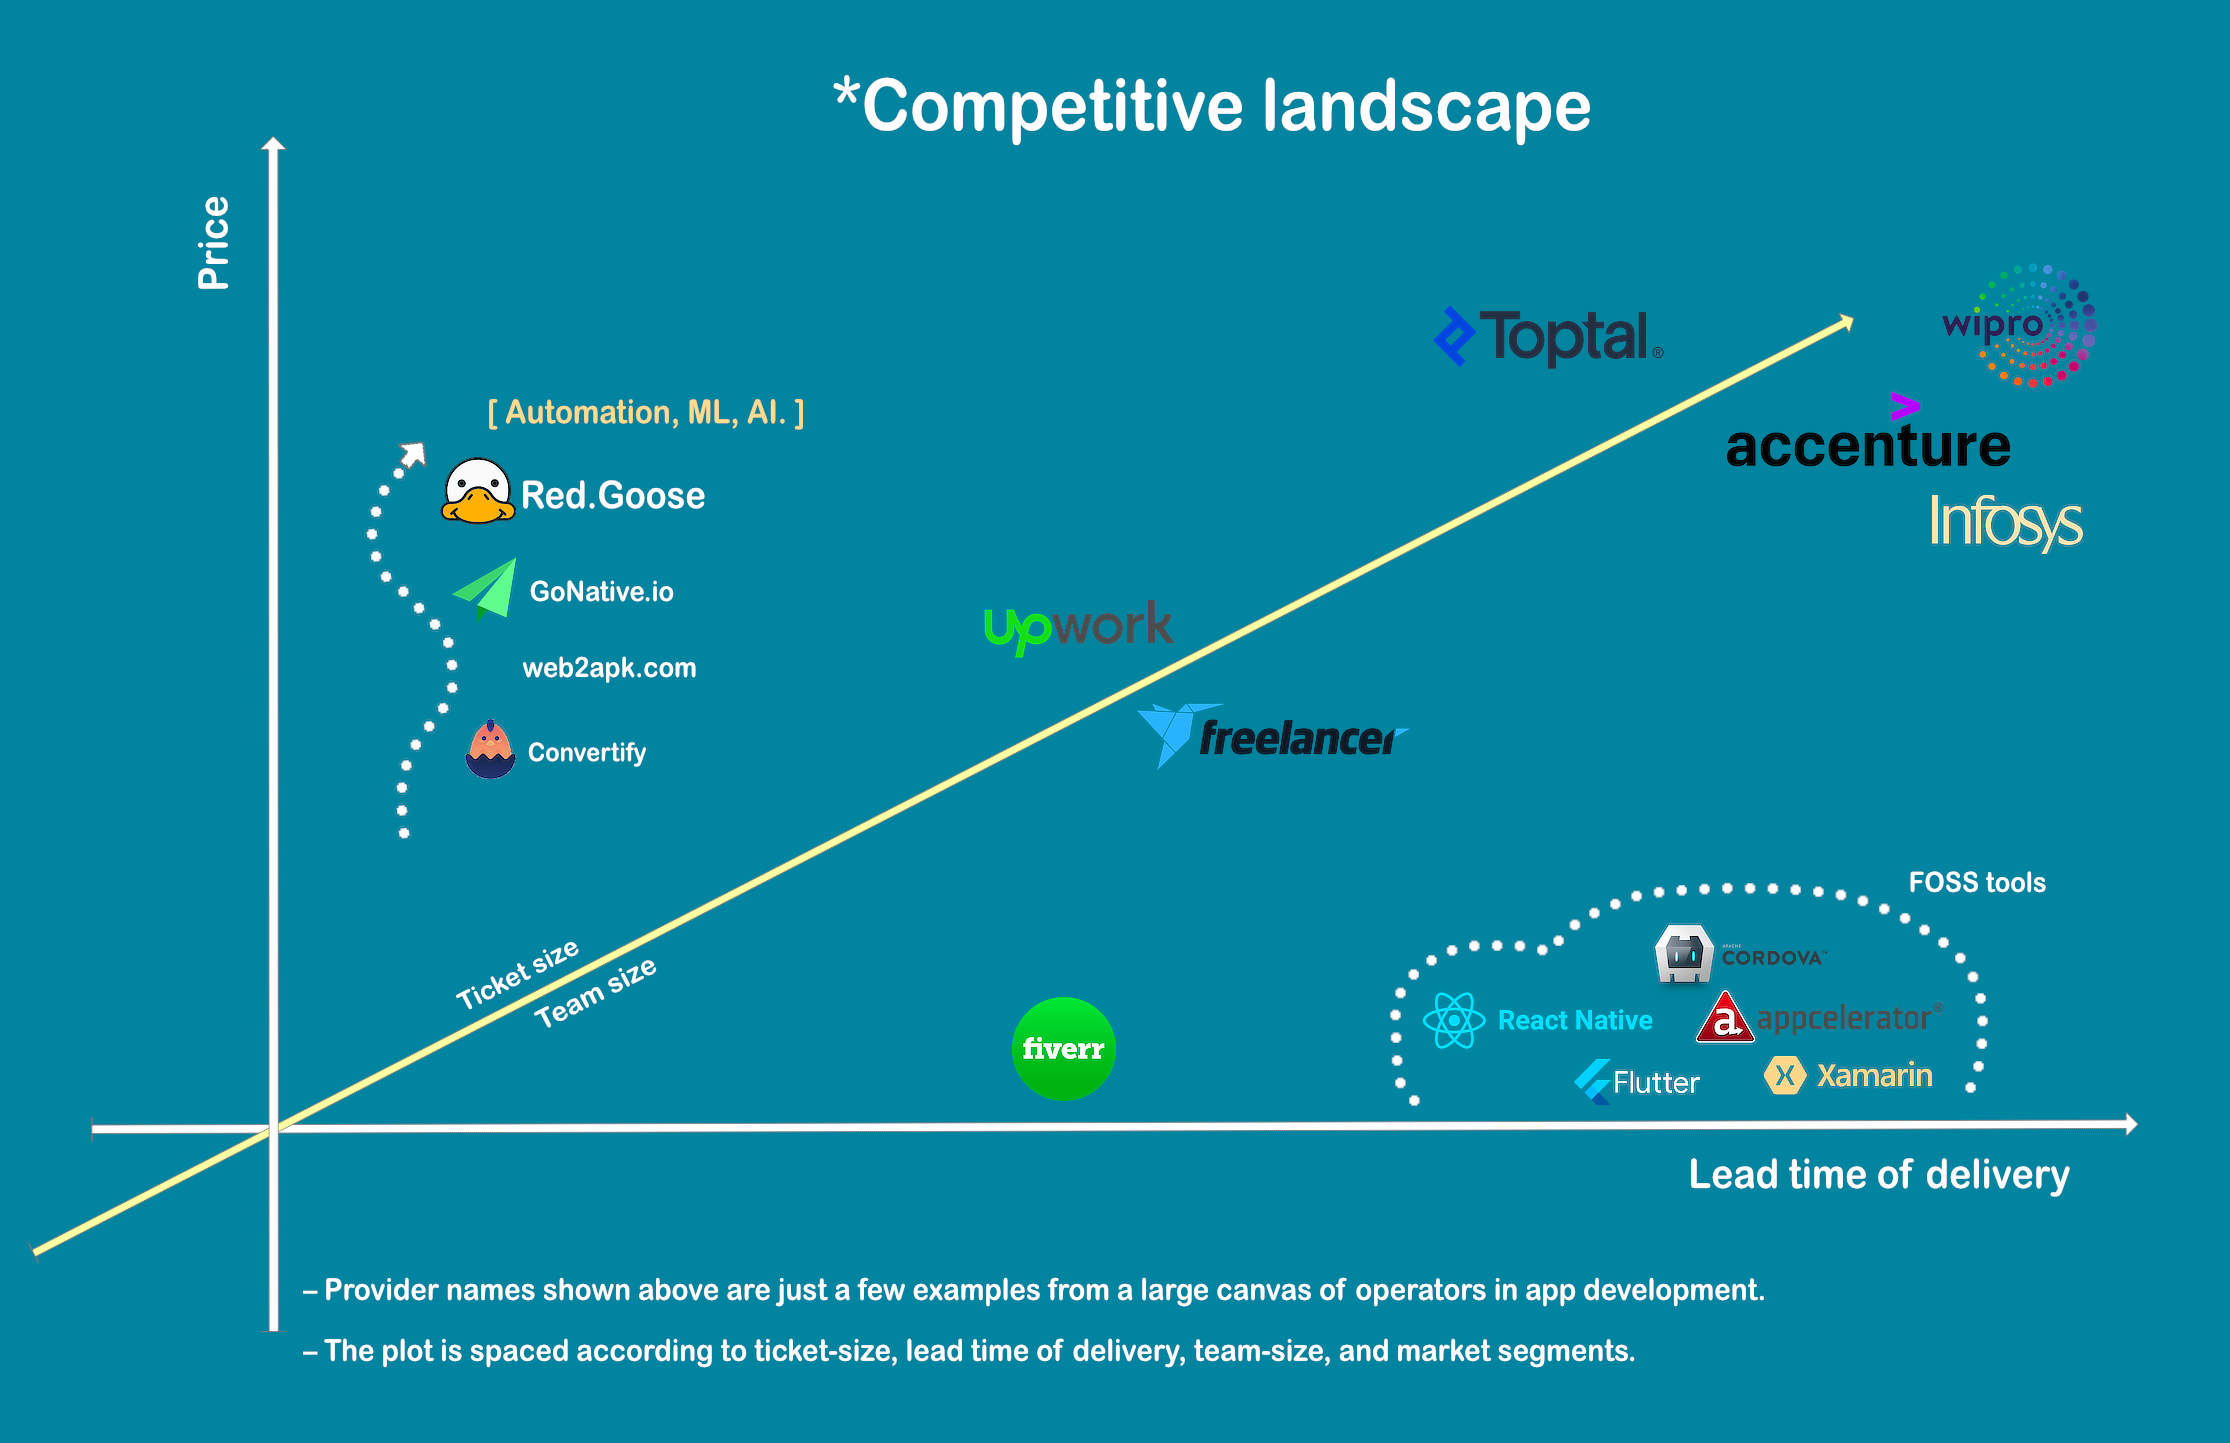 *Competitive landscape
Price
Toptal®
wipro
[ Automation, ML, AI. ]
accenture
Red.Goose
Infosys
GoNative.io
upwork
web2apk.com
freelancer
Convertify
FOSS tools
Ticket size
Team size
APACHE
CORDOVA™
React Native
appcelerator®
fiverr
Flutter
Xamarin
Lead time of delivery
– Provider names shown above are just a few examples from a large canvas of operators in app development.
– The plot is spaced according to ticket-size, lead time of delivery, team-size, and market segments.